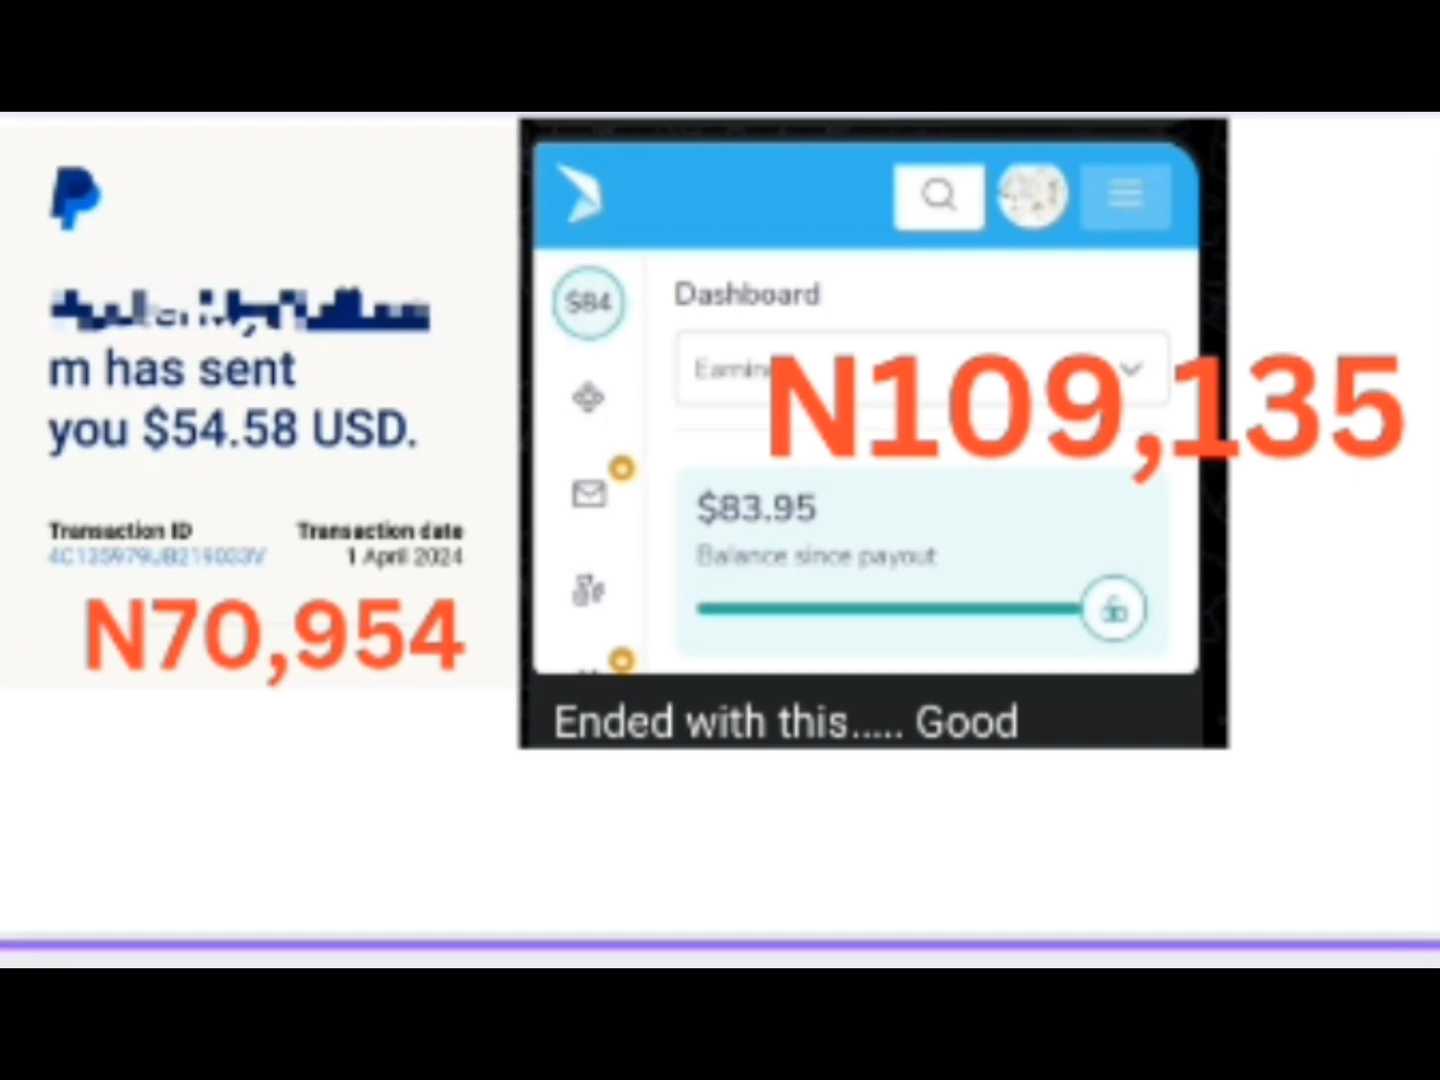 m has sent
you $54.58 USD.
Transaction ID
Transaction date
1 April 2024
N70,954
$84
Dashboard
N109,135
$83.95
Balance since payout
Ended with this..... Good